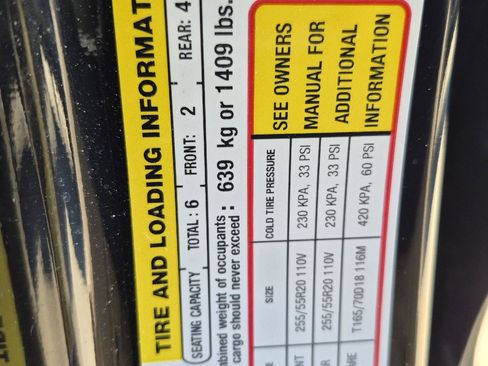 TIRE AND LOADING INFORMAT
SEATING CAPACITY TOTAL: 6 FRONT: 2 REAR: 4
mbined weight of occupants
cargo should never exceed : 639 kg or 1409 lbs.
SIZE COLD TIRE PRESSURE SEE OWNERS
NT 255/55R20 110V 230 KPA, 33 PSI MANUAL FOR
R 255/55R20 110V 230 KPA, 33 PSI ADDITIONAL
ARE T165/70D18 116M 420 KPA, 60 PSI INFORMATION